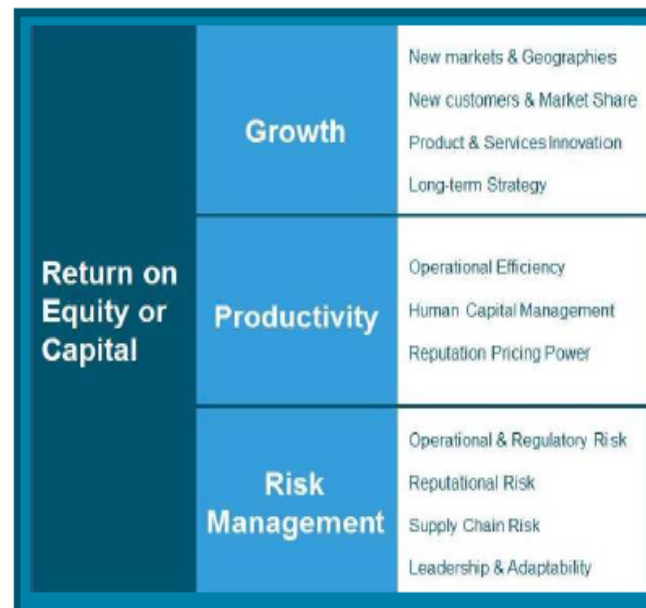 Return on
Equity or
Capital
Growth
New markets & Geographies
New customers & Market Share
Product & Services Innovation
Long-term Strategy
Productivity
Operational Efficiency
Human Capital Management
Reputation Pricing Power
Risk
Management
Operational & Regulatory Risk
Reputational Risk
Supply Chain Risk
Leadership & Adaptability